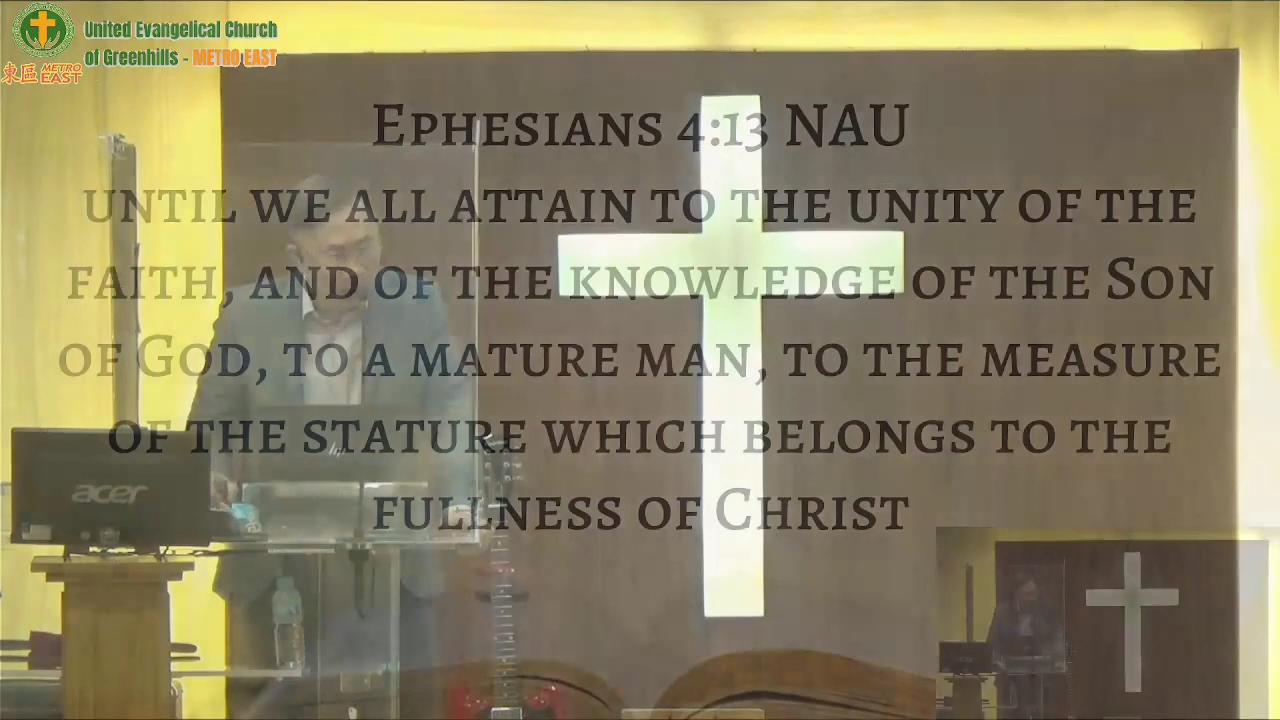 United Evangelical Church
of Greenhills - METRO EAST
東區 METRO
EAST
Ephesians 4:13 NAU
until we all attain to the unity of the
faith, and of the knowledge of the Son
of God, to a mature man, to the measure
of the stature which belongs to the
fullness of Christ
acer
hp